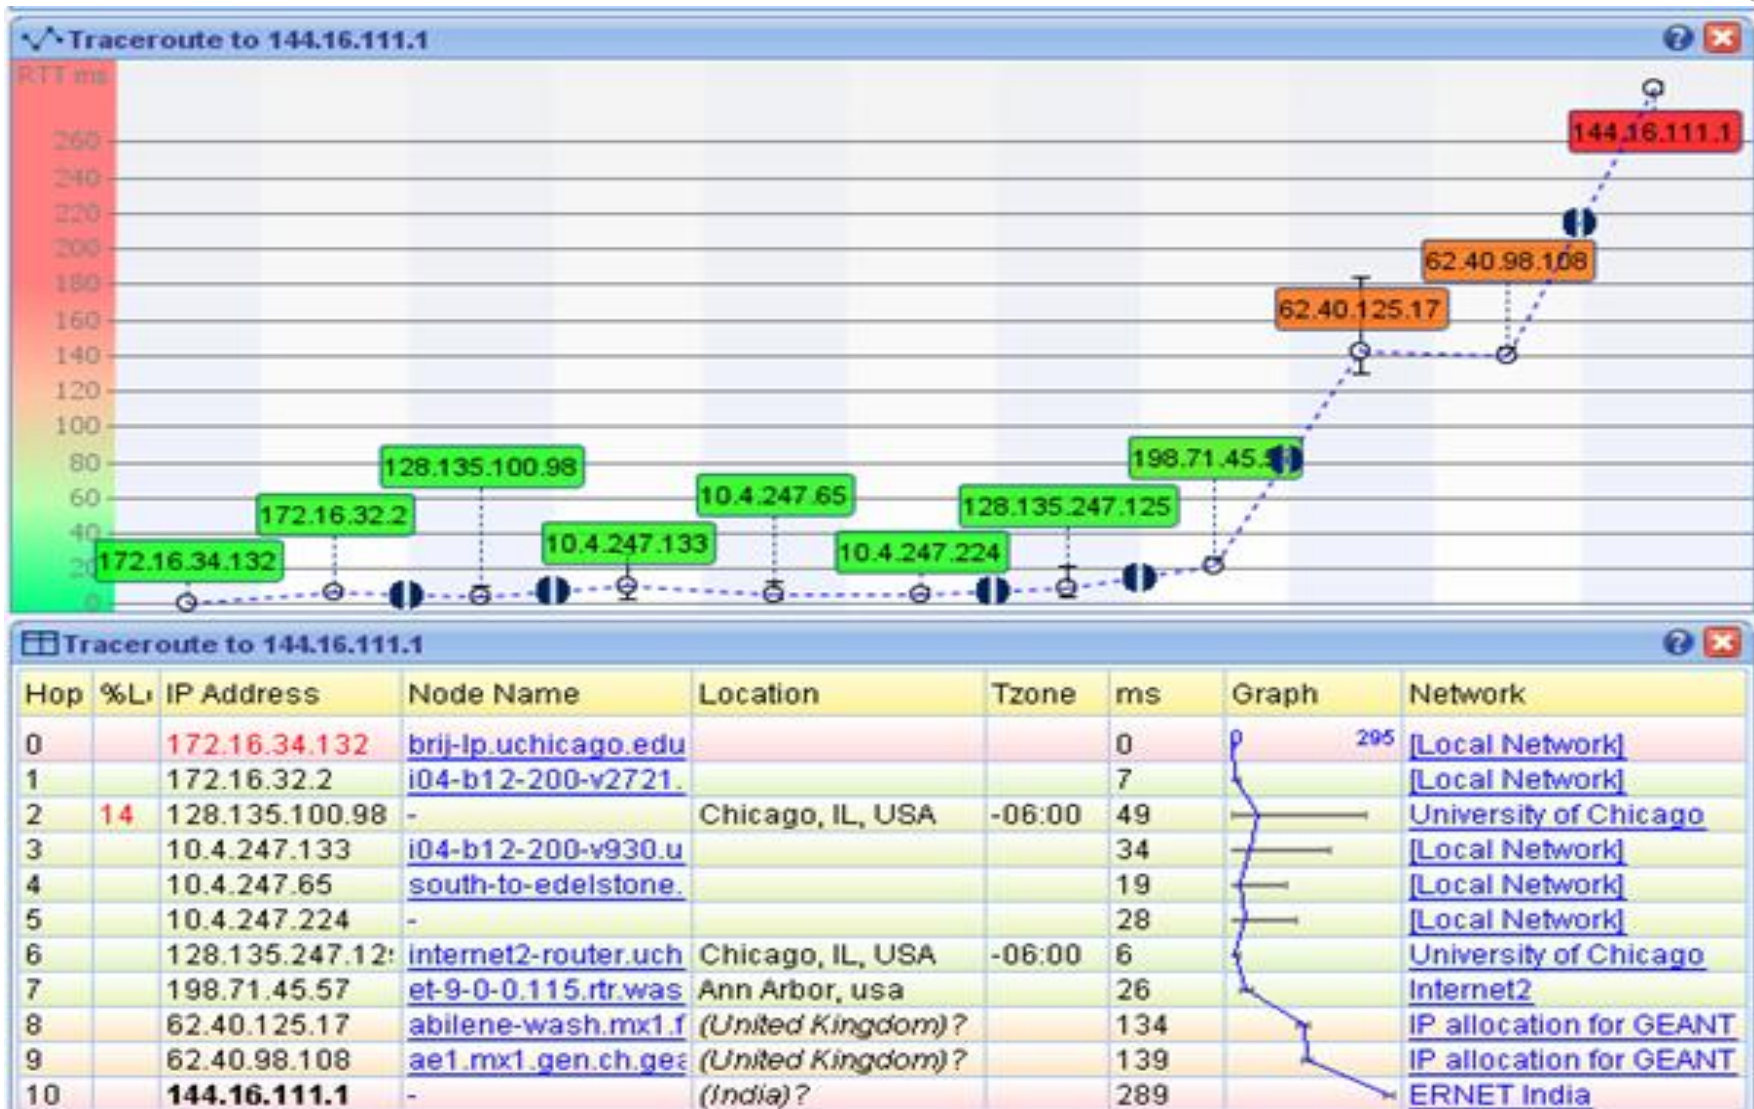 Traceroute to 144.16.111.1
RTT ms
260
144.16.111.1
240
220
200
62.40.98.108
180
160
62.40.125.17
140
120
100
80
128.135.100.98
198.71.45.
60
172.16.32.2
10.4.247.65
128.135.247.125
40
10.4.247.133
10.4.247.224
20
172.16.34.132
0
Traceroute to 144.16.111.1
Hop %L IP Address Node Name Location Tzone ms Graph Network
0 172.16.34.132 brij-lp.uchicago.edu 0 0 295 [Local Network]
1 172.16.32.2 i04-b12-200-v2721. 7 [Local Network]
2 14 128.135.100.98 - Chicago, IL, USA -06:00 49 University of Chicago
3 10.4.247.133 i04-b12-200-v930.u 34 [Local Network]
4 10.4.247.65 south-to-edelstone. 19 [Local Network]
5 10.4.247.224 - 28 [Local Network]
6 128.135.247.12 internet2-router.uch Chicago, IL, USA -06:00 6 University of Chicago
7 198.71.45.57 et-9-0-0.115.rtr.was Ann Arbor, usa 26 Internet2
8 62.40.125.17 abilene-wash.mx1.f (United Kingdom)? 134 IP allocation for GEANT
9 62.40.98.108 ae1.mx1.gen.ch.gea (United Kingdom)? 139 IP allocation for GEANT
10 144.16.111.1 - (India)? 289 ERNET India